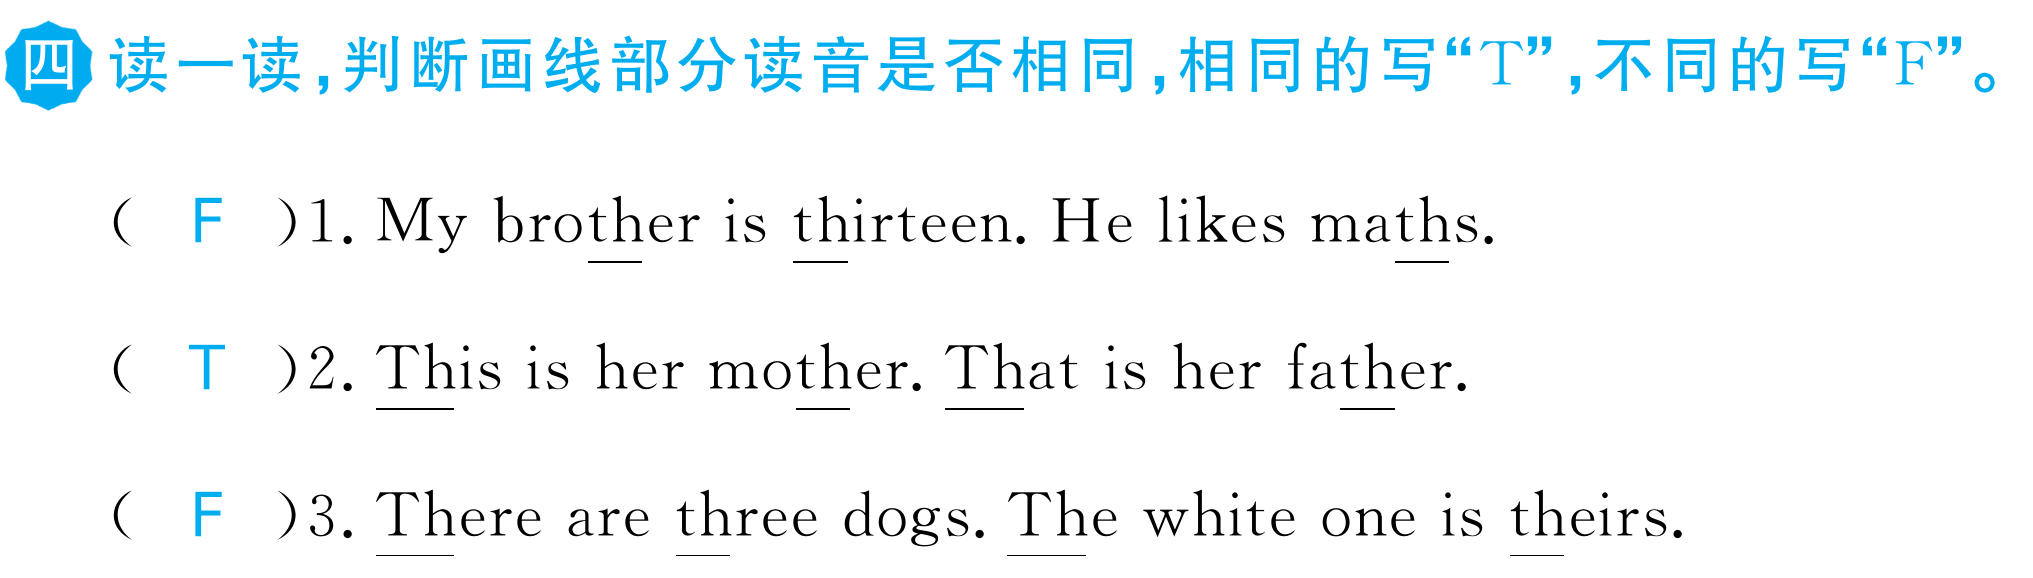 四 读一读,判断画线部分读音是否相同,相同的写“T”,不同的写“F”。
( F )1. My brother is thirteen. He likes maths.
( T )2. This is her mother. That is her father.
( F )3. There are three dogs. The white one is theirs.